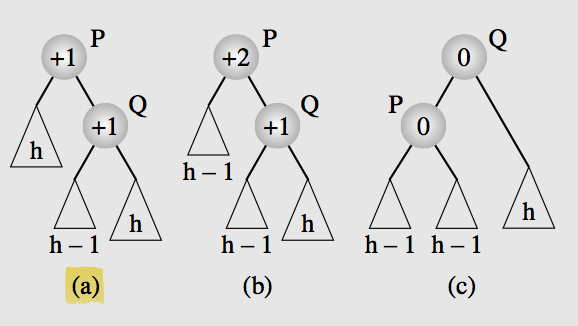 P
+1
Q
+1
h
h – 1
h
(a)
P
+2
Q
+1
h – 1
h – 1
h
(b)
Q
0
P
0
h – 1
h – 1
h
(c)